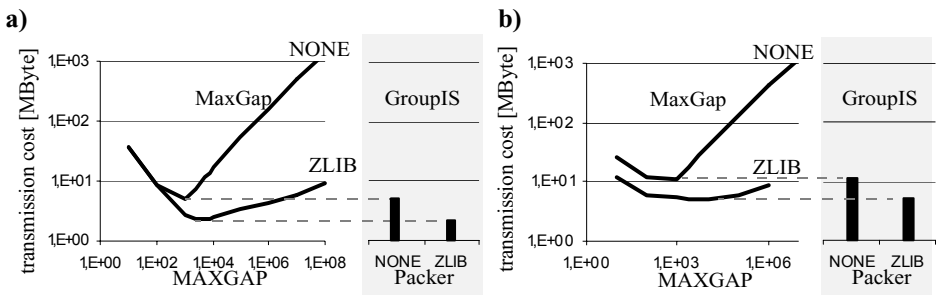 a)
transmission cost [MByte]
1,E+03
1,E+02
1,E+01
1,E+00
NONE
MaxGap
ZLIB
1,E+00 1,E+02 1,E+04 1,E+06 1,E+08
MAXGAP
GroupIS
NONE ZLIB
Packer
b)
transmission cost [MByte]
1,E+03
1,E+02
1,E+01
1,E+00
NONE
MaxGap
ZLIB
1,E+00 1,E+03 1,E+06
MAXGAP
GroupIS
NONE ZLIB
Packer